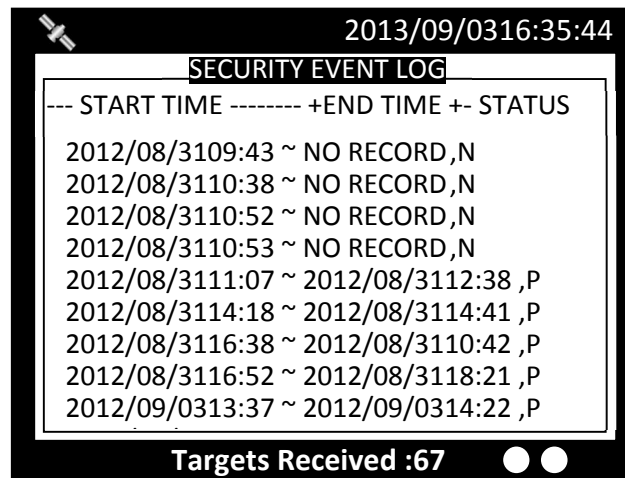 2013/09/0316:35:44
SECURITY EVENT LOG
--- START TIME -------- +END TIME +- STATUS
2012/08/3109:43 ~ NO RECORD,N
2012/08/3110:38 ~ NO RECORD,N
2012/08/3110:52 ~ NO RECORD,N
2012/08/3110:53 ~ NO RECORD,N
2012/08/3111:07 ~ 2012/08/3112:38 ,P
2012/08/3114:18 ~ 2012/08/3114:41 ,P
2012/08/3116:38 ~ 2012/08/3110:42 ,P
2012/08/3116:52 ~ 2012/08/3118:21 ,P
2012/09/0313:37 ~ 2012/09/0314:22 ,P
Targets Received :67